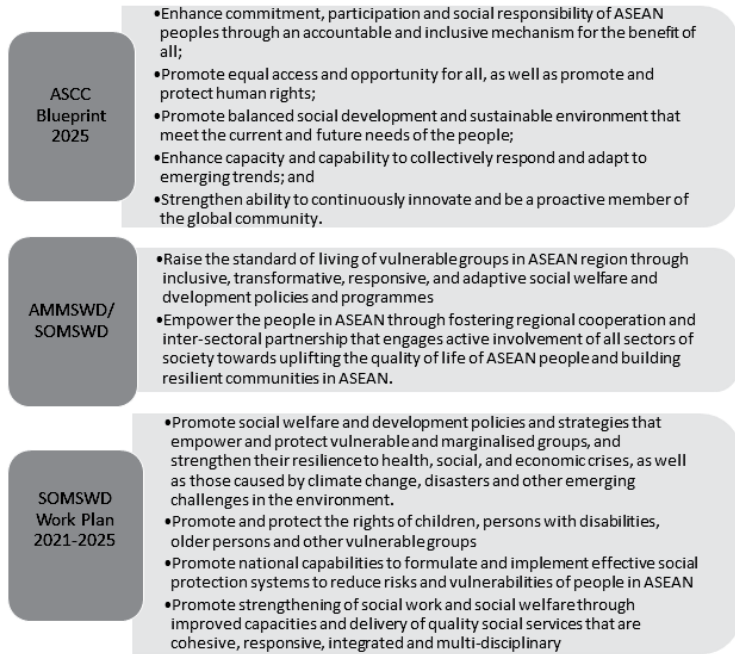 ASCC
Blueprint
2025
•Enhance commitment, participation and social responsibility of ASEAN
peoples through an accountable and inclusive mechanism for the benefit of
all;
•Promote equal access and opportunity for all, as well as promote and
protect human rights;
•Promote balanced social development and sustainable environment that
meet the current and future needs of the people;
•Enhance capacity and capability to collectively respond and adapt to
emerging trends; and
•Strengthen ability to continuously innovate and be a proactive member of
the global community.
AMMSWD/
SOMSWD
•Raise the standard of living of vulnerable groups in ASEAN region through
inclusive, transformative, responsive, and adaptive social welfare and
dvelopment policies and programmes
•Empower the people in ASEAN through fostering regional cooperation and
inter-sectoral partnership that engages active involvement of all sectors of
society towards uplifting the quality of life of ASEAN people and building
resilient communities in ASEAN.
SOMSWD
Work Plan
2021-2025
•Promote social welfare and development policies and strategies that
empower and protect vulnerable and marginalised groups, and
strengthen their resilience to health, social, and economic crises, as well
as those caused by climate change, disasters and other emerging
challenges in the environment.
•Promote and protect the rights of children, persons with disabilities,
older persons and other vulnerable groups
•Promote national capabilities to formulate and implement effective social
protection systems to reduce risks and vulnerabilities of people in ASEAN
•Promote strengthening of social work and social welfare through
improved capacities and delivery of quality social services that are
cohesive, responsive, integrated and multi-disciplinary